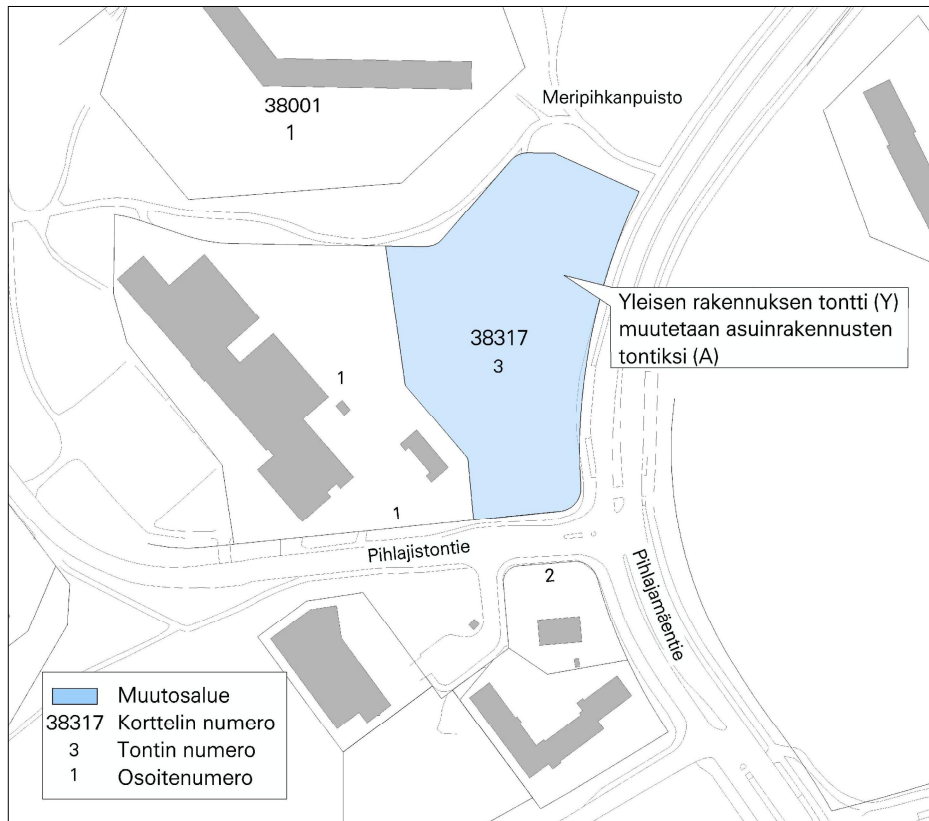 Meripihkanpuisto
38001
1
Yleisen rakennuksen tontti (Y)
muutetaan asuinrakennusten
tontiksi (A)
38317
3
1
1
Pihlajistontie
2
Pihlajamäentie
Muutosalue
38317 Korttelin numero
3 Tontin numero
1 Osoitenumero